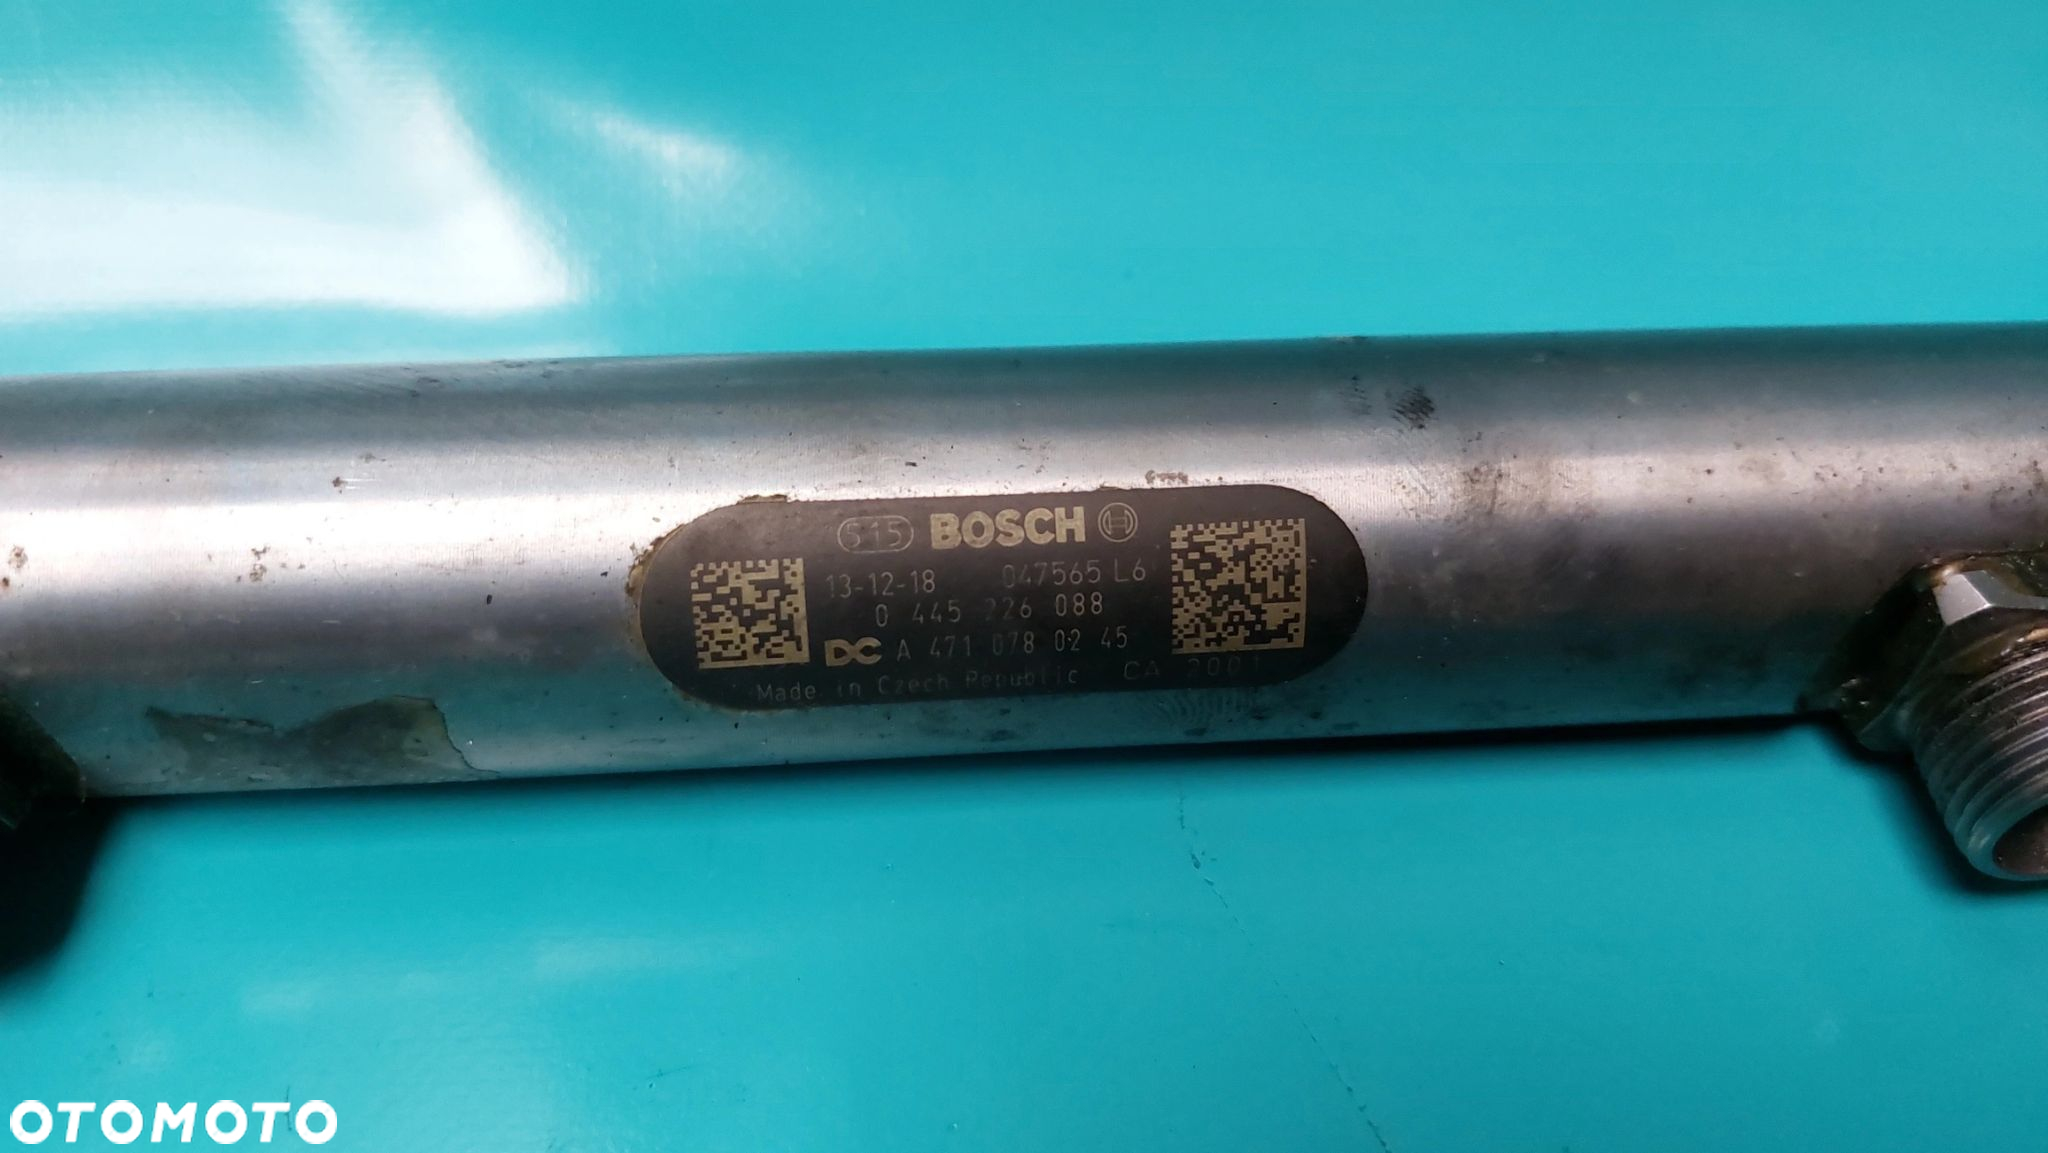 S15 BOSCH
13-12-18 047565 L6
0 445 226 088
DC A 471 078 02 45
Made in Czech Republic CA 2001
OTOMOTO